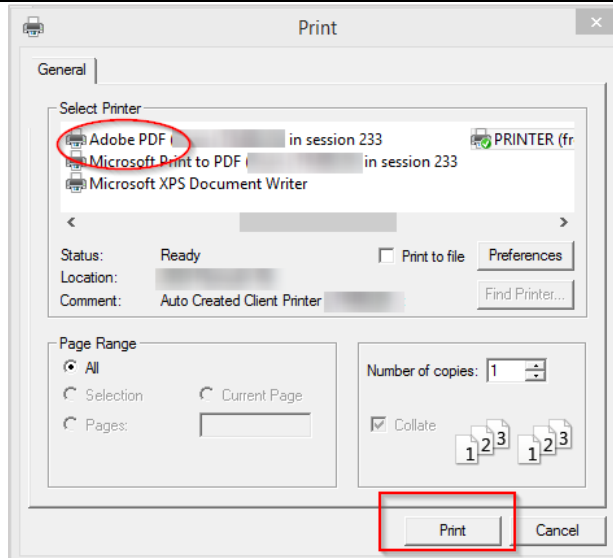 Print
General
Select Printer
Adobe PDF ( in session 233
PRINTER (fr
Microsoft Print to PDF ( in session 233
Microsoft XPS Document Writer
Status: Ready
Print to file
Preferences
Location:
Comment: Auto Created Client Printer
Find Printer...
Page Range
All
Selection
Current Page
Pages:
Number of copies: 1
Collate
1 2 3 1 2 3
Print
Cancel